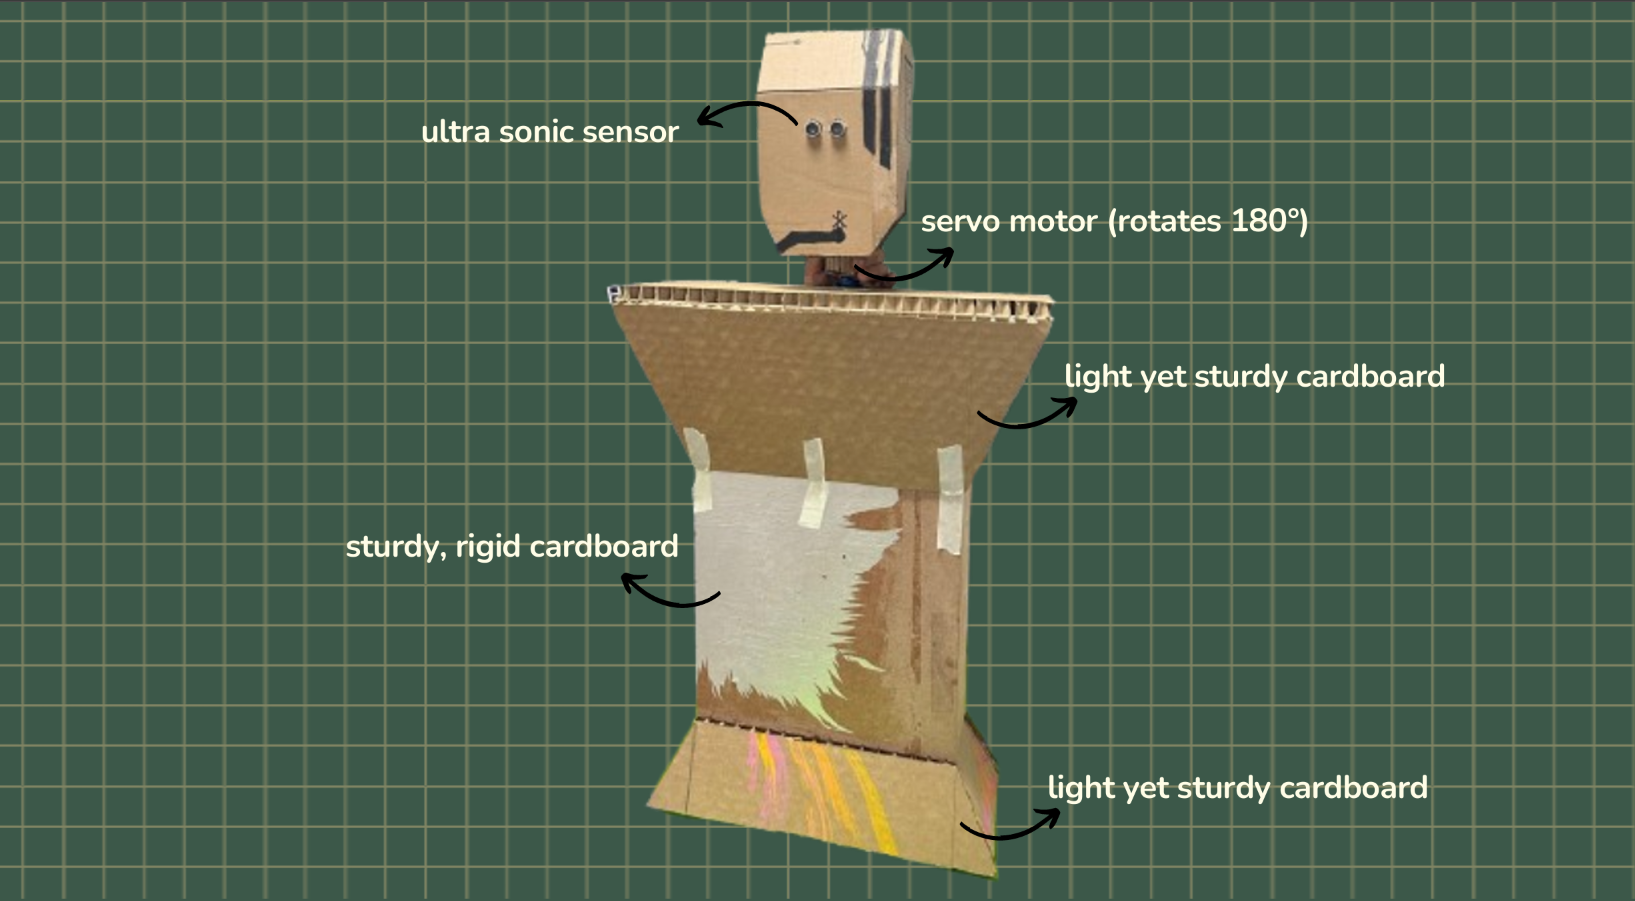 ultra sonic sensor
servo motor (rotates 180°)
light yet sturdy cardboard
sturdy, rigid cardboard
light yet sturdy cardboard